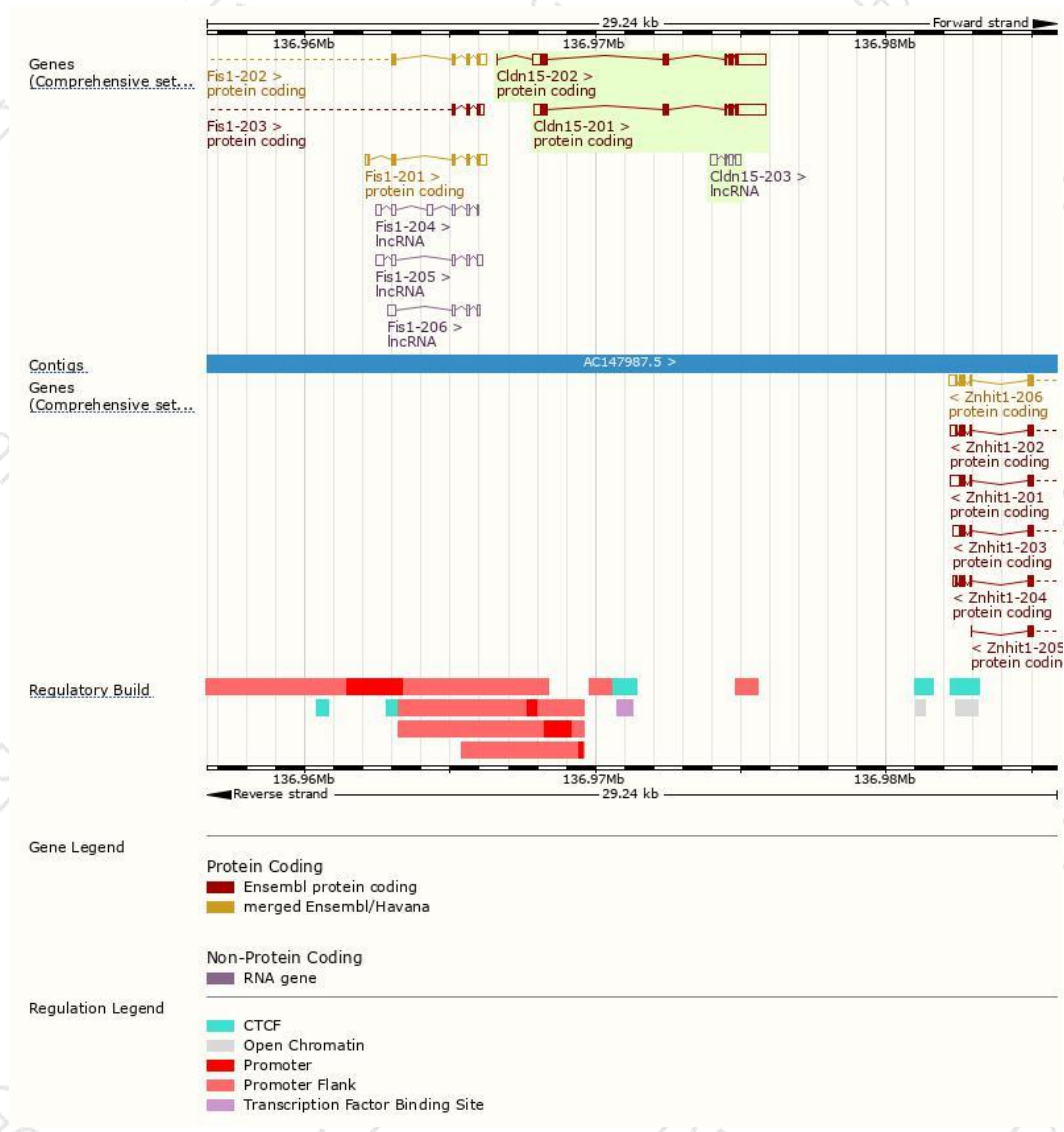 29.24 kb Forward strand
136.96Mb 136.97Mb 136.98Mb
Genes
(Comprehensive set...
Fis1-202 >
protein coding
Cldn15-202 >
protein coding
Fis1-203 >
protein coding
Cldn15-201 >
protein coding
Fis1-201 >
protein coding
Cldn15-203 >
lncRNA
Fis1-204 >
lncRNA
Fis1-205 >
lncRNA
Fis1-206 >
lncRNA
Contigs
AC147987.5 >
Genes
(Comprehensive set...
< Znhit1-206
protein coding
< Znhit1-202
protein coding
< Znhit1-201
protein coding
< Znhit1-203
protein coding
< Znhit1-204
protein coding
< Znhit1-205
protein codin
Regulatory Build
136.96Mb 136.97Mb 136.98Mb
Reverse strand 29.24 kb
Gene Legend
Protein Coding
Ensembl protein coding
merged Ensembl/Havana
Non-Protein Coding
RNA gene
Regulation Legend
CTCF
Open Chromatin
Promoter
Promoter Flank
Transcription Factor Binding Site